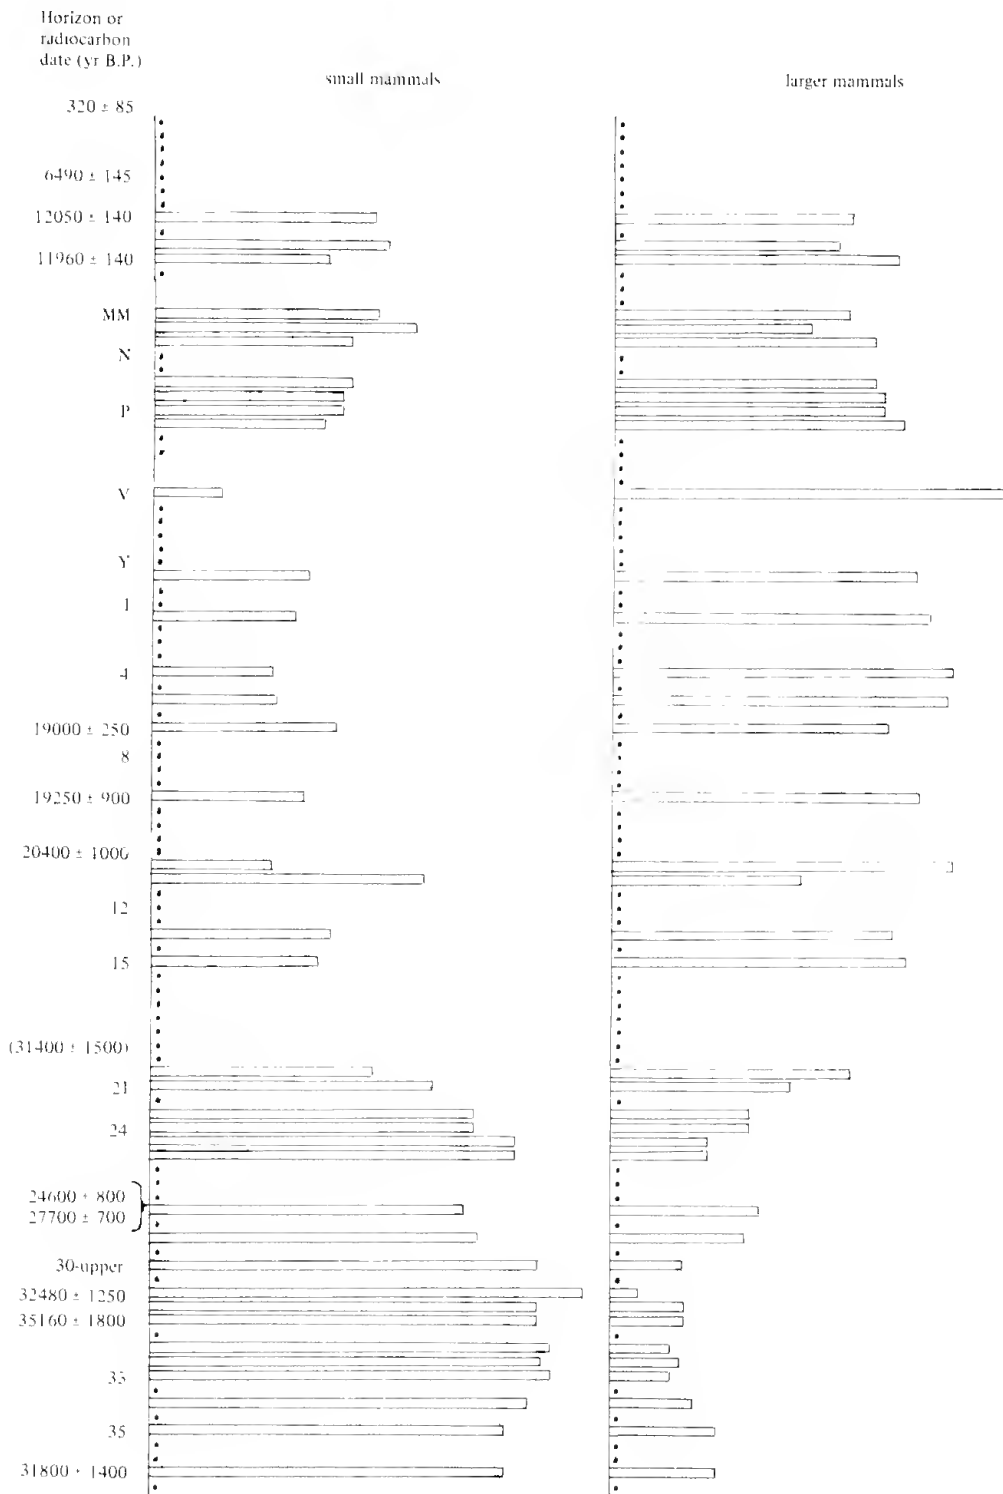 Horizon or
radiocarbon
date (yr B.P.)
small mammals
larger mammals
320 ± 85
6490 ± 145
12050 ± 140
11960 ± 140
MM
N
P
V
Y
1
4
19000 ± 250
8
19250 ± 900
20400 ± 1000
12
15
(31400 ± 1500)
21
24
24600 ± 800
27700 ± 700
30-upper
32480 ± 1250
35160 ± 1800
33
35
31800 ± 1400